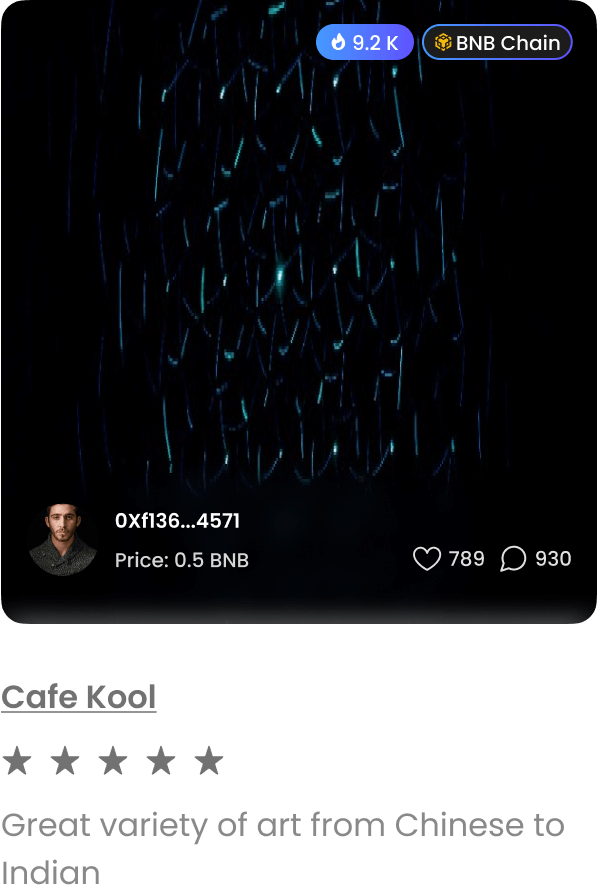 9.2 K
BNB Chain
0Xf136...4571
Price: 0.5 BNB
789
930
Cafe Kool
Great variety of art from Chinese to
Indian